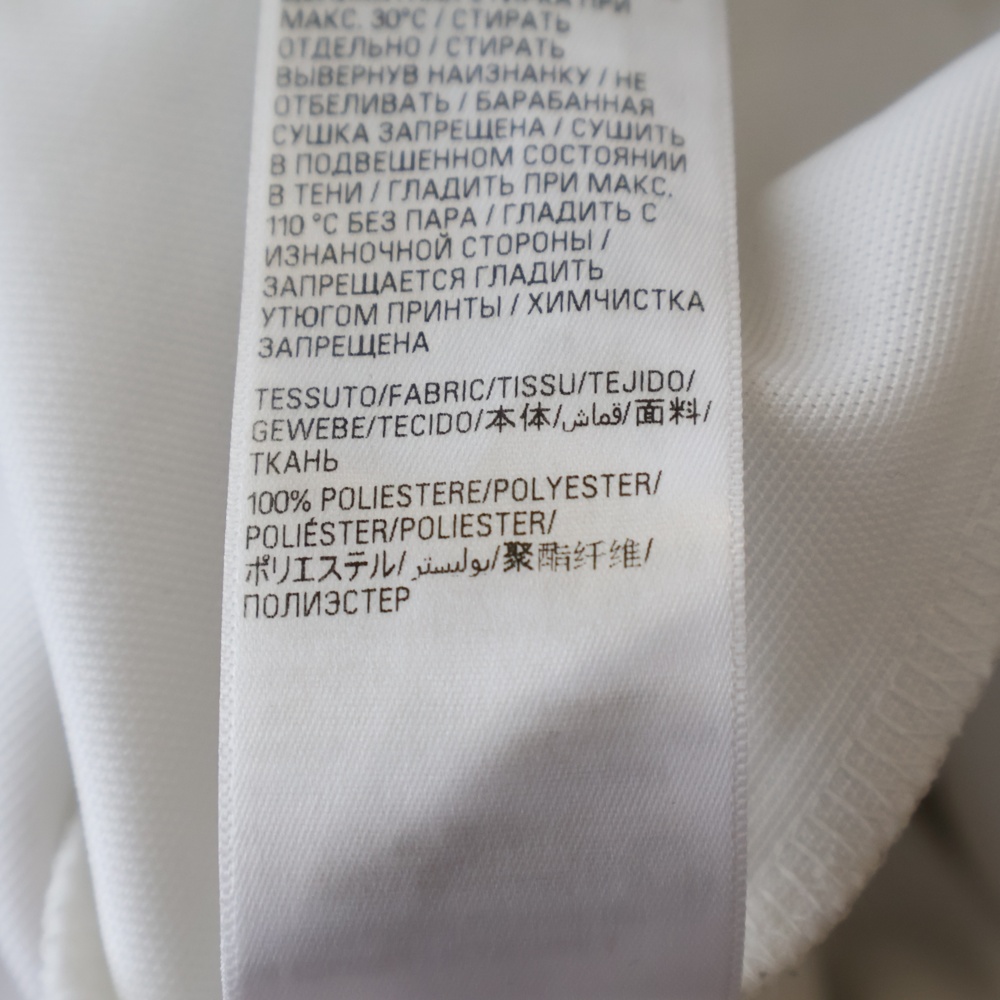 МАКС. 30°C / СТИРАТЬ
ОТДЕЛЬНО / СТИРАТЬ
ВЫВЕРНУВ НАИЗНАНКУ / НЕ
ОТБЕЛИВАТЬ / БАРАБАННАЯ
СУШКА ЗАПРЕЩЕНА / СУШИТЬ
В ПОДВЕШЕННОМ СОСТОЯНИИ
В ТЕНИ / ГЛАДИТЬ ПРИ МАКС.
110 °C БЕЗ ПАРА / ГЛАДИТЬ С
ИЗНАНОЧНОЙ СТОРОНЫ /
ЗАПРЕЩАЕТСЯ ГЛАДИТЬ
УТЮГОМ ПРИНТЫ / ХИМЧИСТКА
ЗАПРЕЩЕНА
TESSUTO/FABRIC/TISSU/TEJIDO/
GEWEBE/TECIDO/本体/قماش/面料/
ТКАНЬ
100% POLIESTERE/POLYESTER/
POLIÉSTER/POLIESTER/
ポリエステル/بوليستر/聚酯纤维/
ПОЛИЭСТЕР